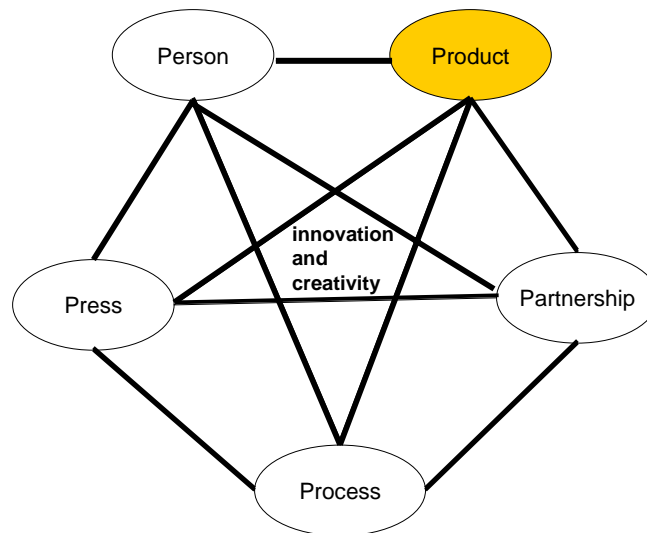 Person
Product
innovation
and
creativity
Press
Partnership
Process